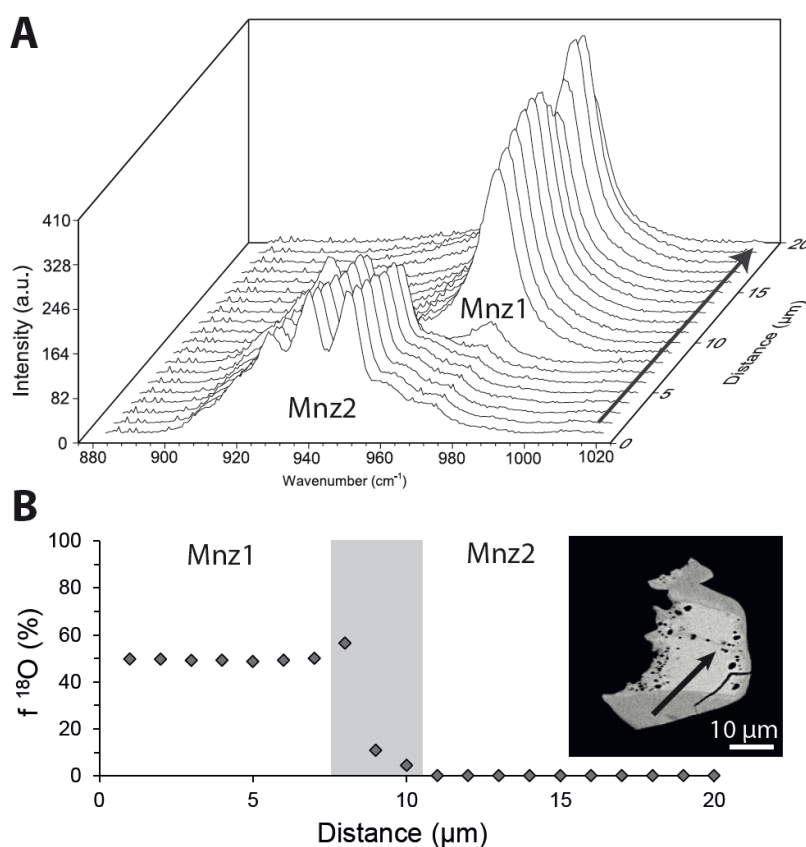 A
410
328
246
164
82
0
Intensity (a.u.)
880 900 920 940 960 980 1000 1020
Wavenumber (cm-1)
0
5
10
15
20
Distance (µm)
Mnz1
Mnz2
B
100
80
60
40
20
0
f 18O (%)
Mnz1
Mnz2
10 µm
0 5 10 15 20
Distance (µm)